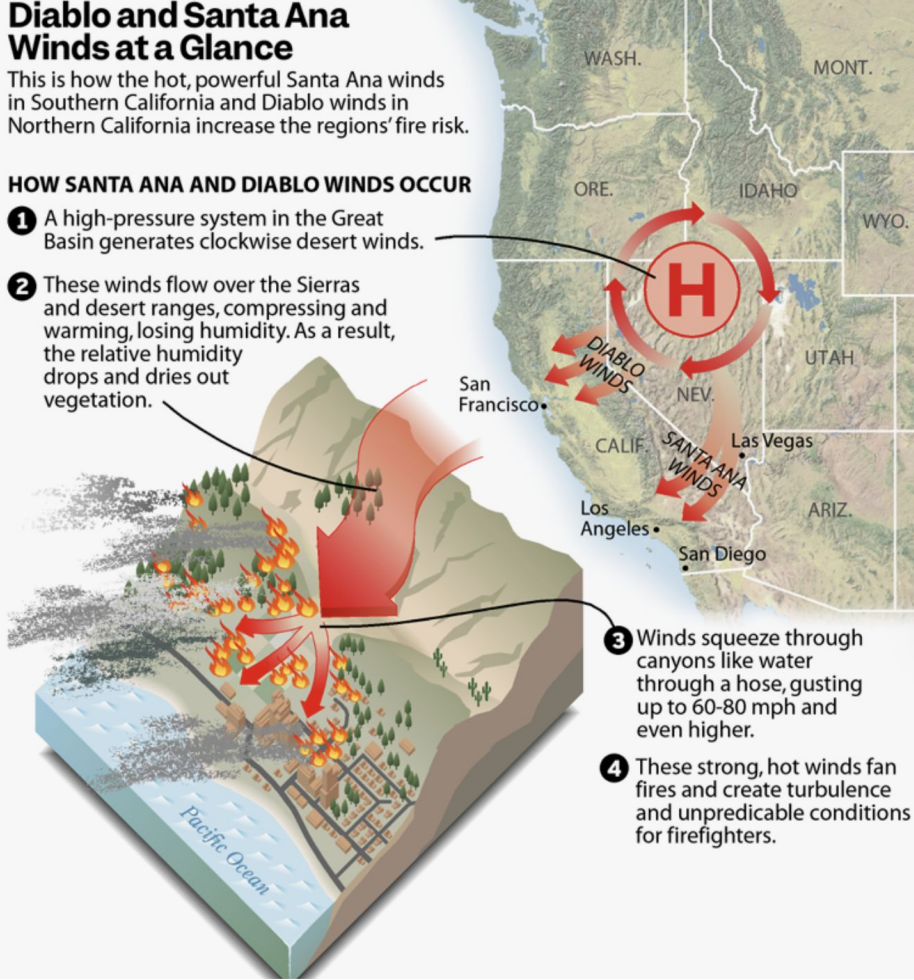 Diablo and Santa Ana
Winds at a Glance
This is how the hot, powerful Santa Ana winds
in Southern California and Diablo winds in
Northern California increase the regions' fire risk.
HOW SANTA ANA AND DIABLO WINDS OCCUR
1 A high-pressure system in the Great
Basin generates clockwise desert winds.
2 These winds flow over the Sierras
and desert ranges, compressing and
warming, losing humidity. As a result,
the relative humidity
drops and dries out
vegetation.
WASH.
MONT.
ORE.
IDAHO
WYO.
H
DIABLO
WINDS
UTAH
NEV.
San
Francisco
CALIF.
SANTA ANA
WINDS
Las Vegas
Los
Angeles
ARIZ.
San Diego
3 Winds squeeze through
canyons like water
through a hose, gusting
up to 60-80 mph and
even higher.
4 These strong, hot winds fan
fires and create turbulence
and unpredicable conditions
for firefighters.
Pacific Ocean